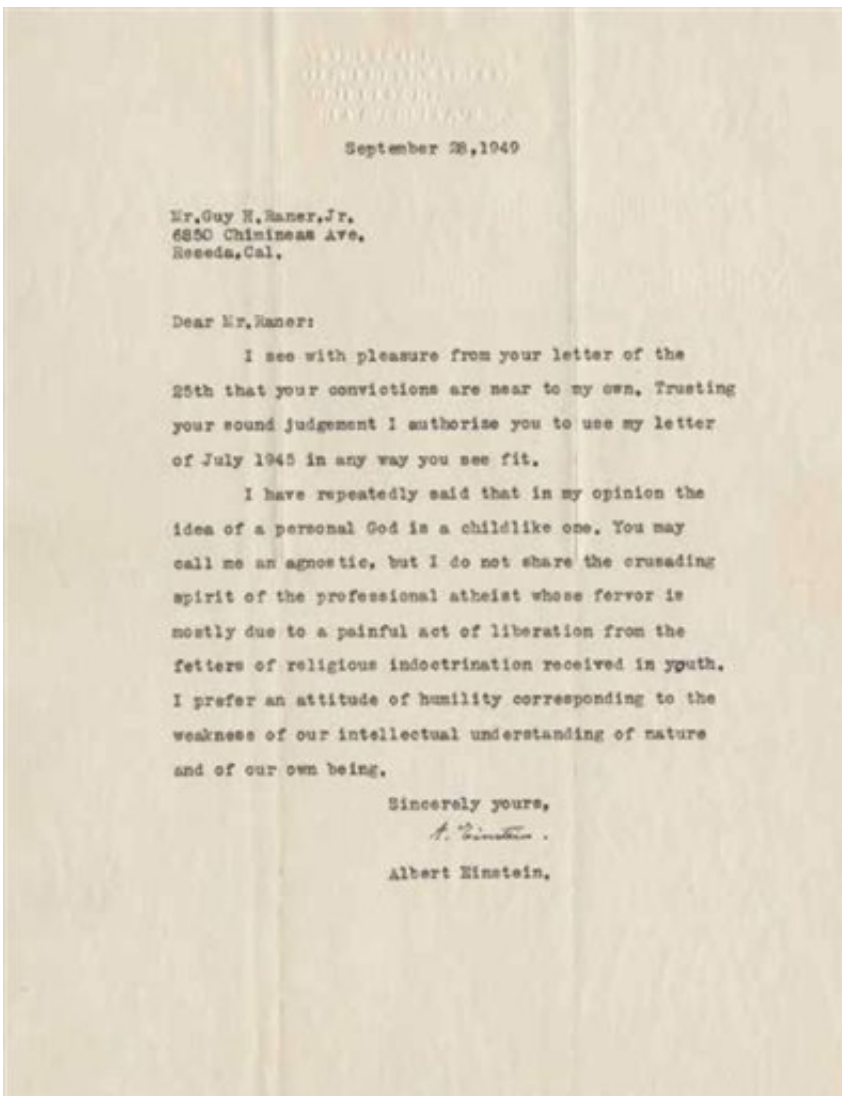 September 28,1949
Mr.Guy H.Raner,Jr.
6850 Chimineas Ave.
Reseda,Cal.
Dear Mr.Raner:
I see with pleasure from your letter of the
25th that your convictions are near to my own. Trusting
your sound judgement I authorize you to use my letter
of July 1945 in any way you see fit.
I have repeatedly said that in my opinion the
idea of a personal God is a childlike one. You may
call me an agnostic, but I do not share the crusading
spirit of the professional atheist whose fervor is
mostly due to a painful act of liberation from the
fetters of religious indoctrination received in youth.
I prefer an attitude of humility corresponding to the
weakness of our intellectual understanding of nature
and of our own being.
Sincerely yours,
A. Einstein.
Albert Einstein.